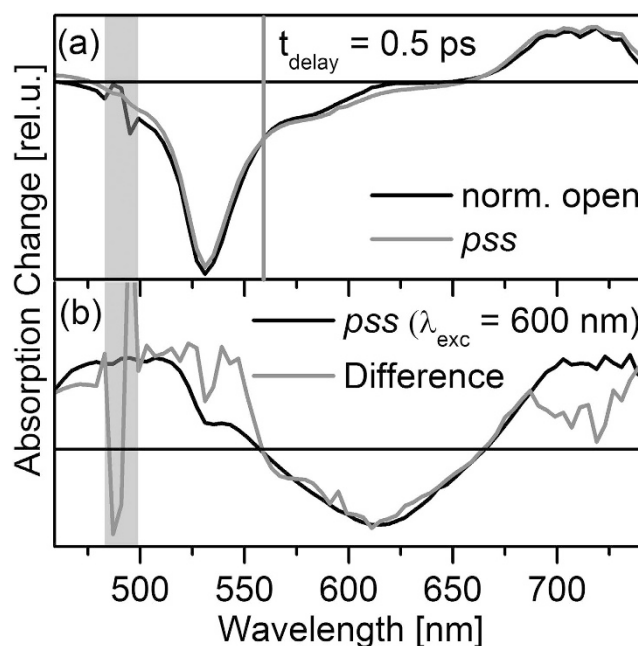 (a)
t_delay = 0.5 ps
norm. open
pss
(b)
pss (λ_exc = 600 nm)
Difference
Absorption Change [rel.u.]
500 550 600 650 700
Wavelength [nm]